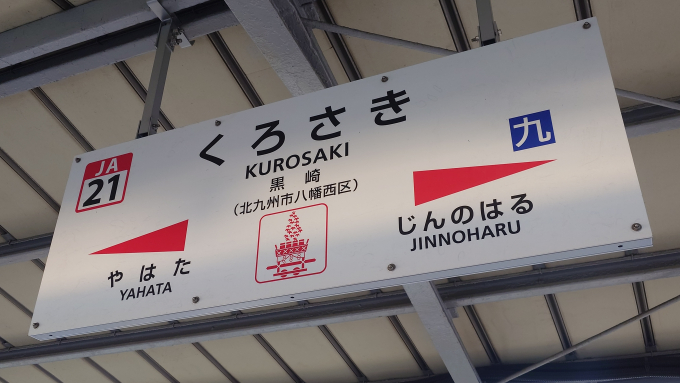 JA
21
くろさき
KUROSAKI
黒崎
(北九州市八幡西区)
九
やはた
YAHATA
じんのはる
JINNOHARU